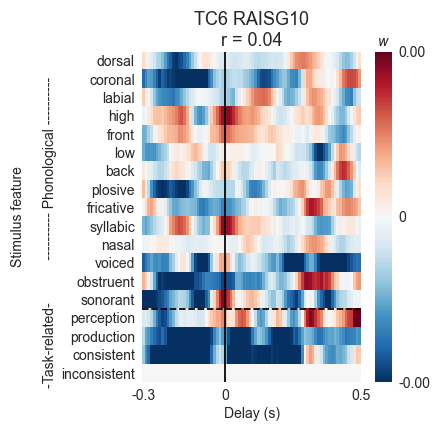 TC6 RAISG10
r = 0.04
w
dorsal
coronal
labial
high
front
low
back
plosive
fricative
syllabic
nasal
voiced
obstruent
sonorant
perception
production
consistent
inconsistent
Stimulus feature
---------- Phonological ----------
-Task-related-
0.00
0
-0.00
-0.3
0
0.5
Delay (s)